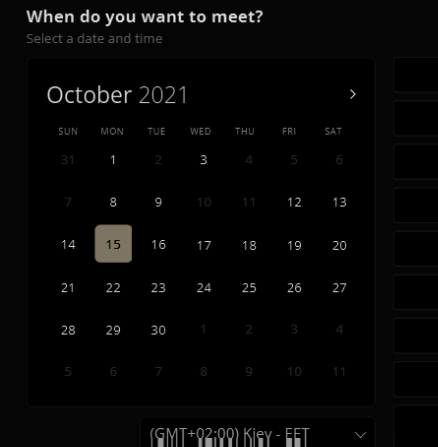 When do you want to meet?
Select a date and time
October 2021
SUN MON TUE WED THU FRI SAT
31 1 2 3 4 5 6
7 8 9 10 11 12 13
14 15 16 17 18 19 20
21 22 23 24 25 26 27
28 29 30 1 2 3 4
5 6 7 8 9 10 11
(GMT+02:00) Kiev - EET